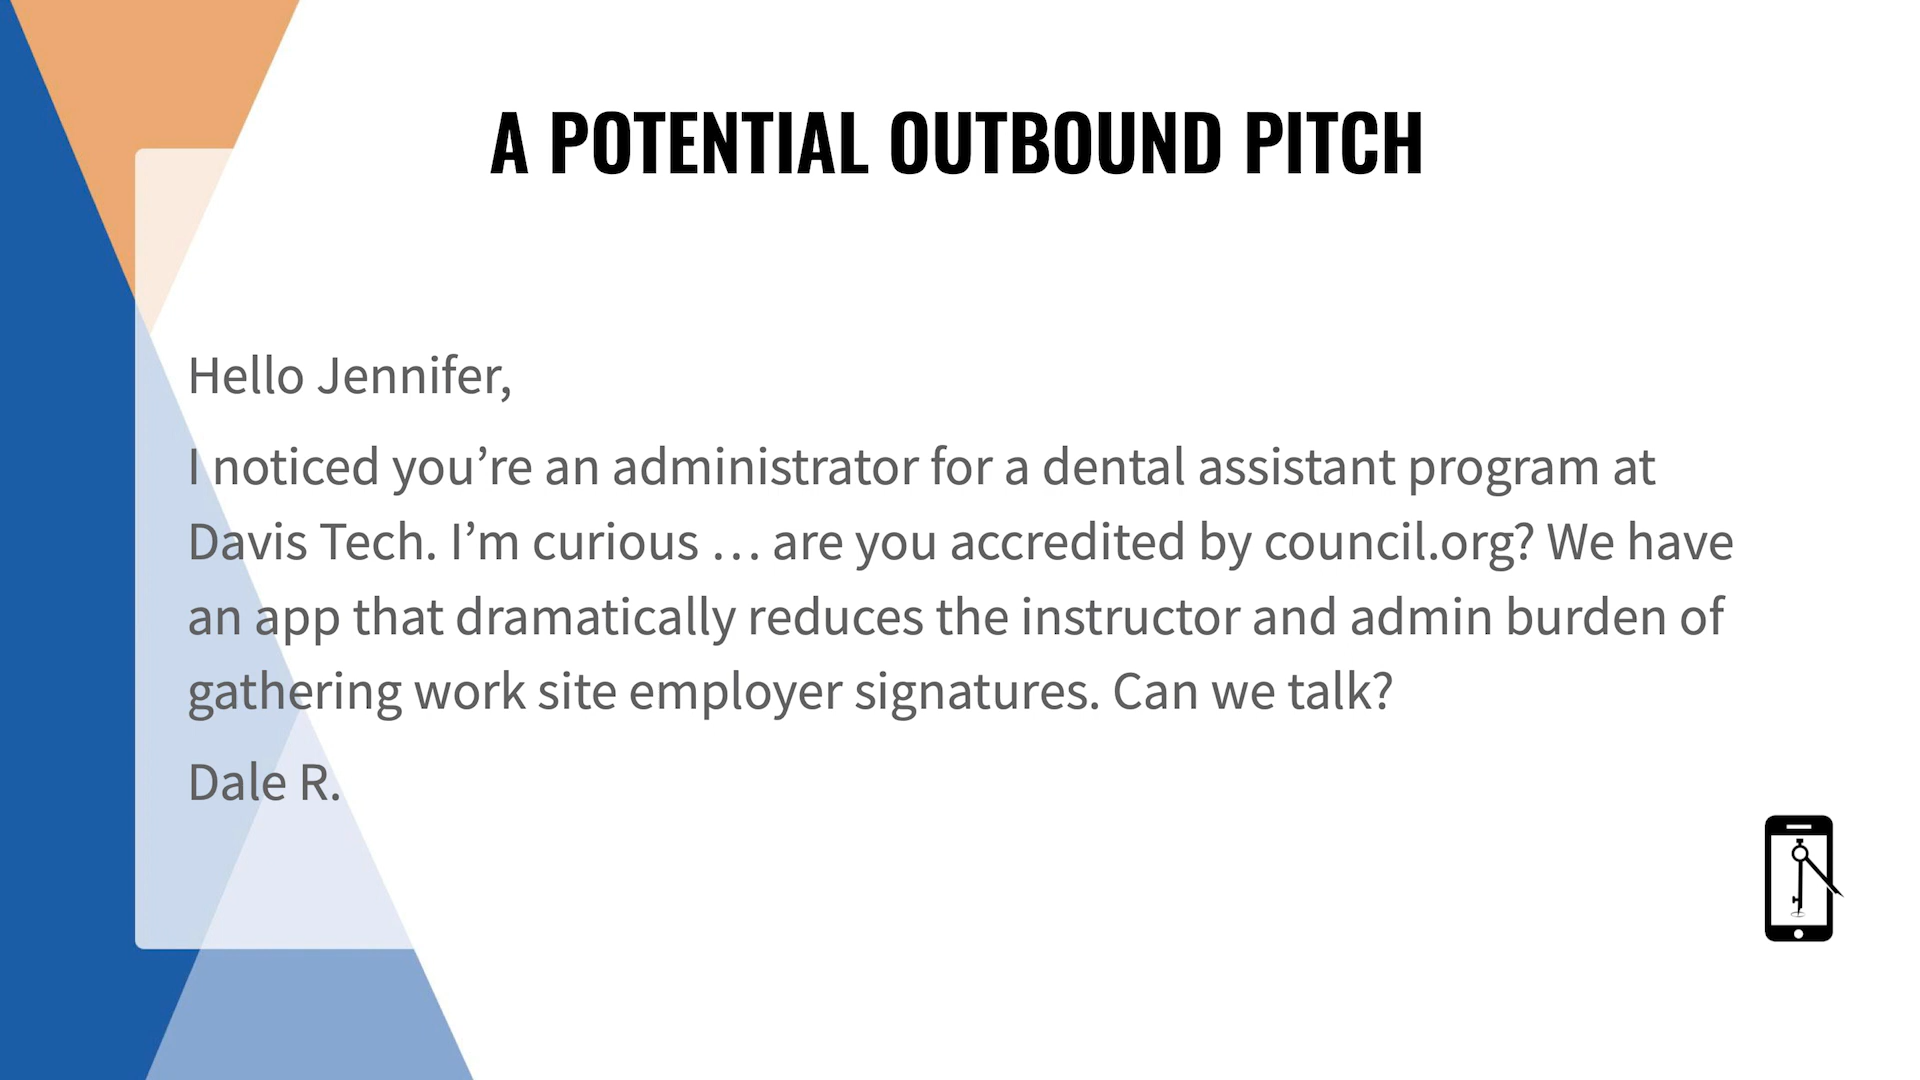 A POTENTIAL OUTBOUND PITCH
Hello Jennifer,
I noticed you’re an administrator for a dental assistant program at
Davis Tech. I’m curious … are you accredited by council.org? We have
an app that dramatically reduces the instructor and admin burden of
gathering work site employer signatures. Can we talk?
Dale R.